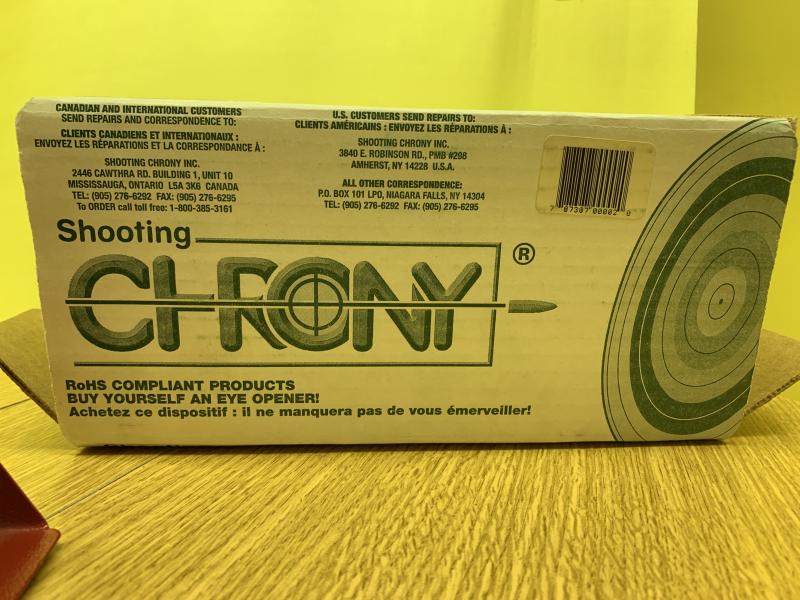 CANADIAN AND INTERNATIONAL CUSTOMERS
SEND REPAIRS AND CORRESPONDENCE TO:
CLIENTS CANADIENS ET INTERNATIONAUX :
ENVOYEZ LES RÉPARATIONS ET LA CORRESPONDANCE À :
SHOOTING CHRONY INC.
2446 CAWTHRA RD. BUILDING 1, UNIT 10
MISSISSAUGA, ONTARIO L5A 3K6 CANADA
TEL: (905) 276-6292 FAX: (905) 276-6295
To ORDER call toll free: 1-800-385-3161
U.S. CUSTOMERS SEND REPAIRS TO:
CLIENTS AMÉRICAINS : ENVOYEZ LES RÉPARATIONS À :
SHOOTING CHRONY INC.
3840 E. ROBINSON RD., PMB #298
AMHERST, NY 14228 U.S.A.
ALL OTHER CORRESPONDENCE:
P.O. BOX 101 LPO, NIAGARA FALLS, NY 14304
TEL: (905) 276-6292 FAX: (905) 276-6295
7 07307 00002 0
Shooting
CHRONY ®
RoHS COMPLIANT PRODUCTS
BUY YOURSELF AN EYE OPENER!
Achetez ce dispositif : il ne manquera pas de vous émerveiller!